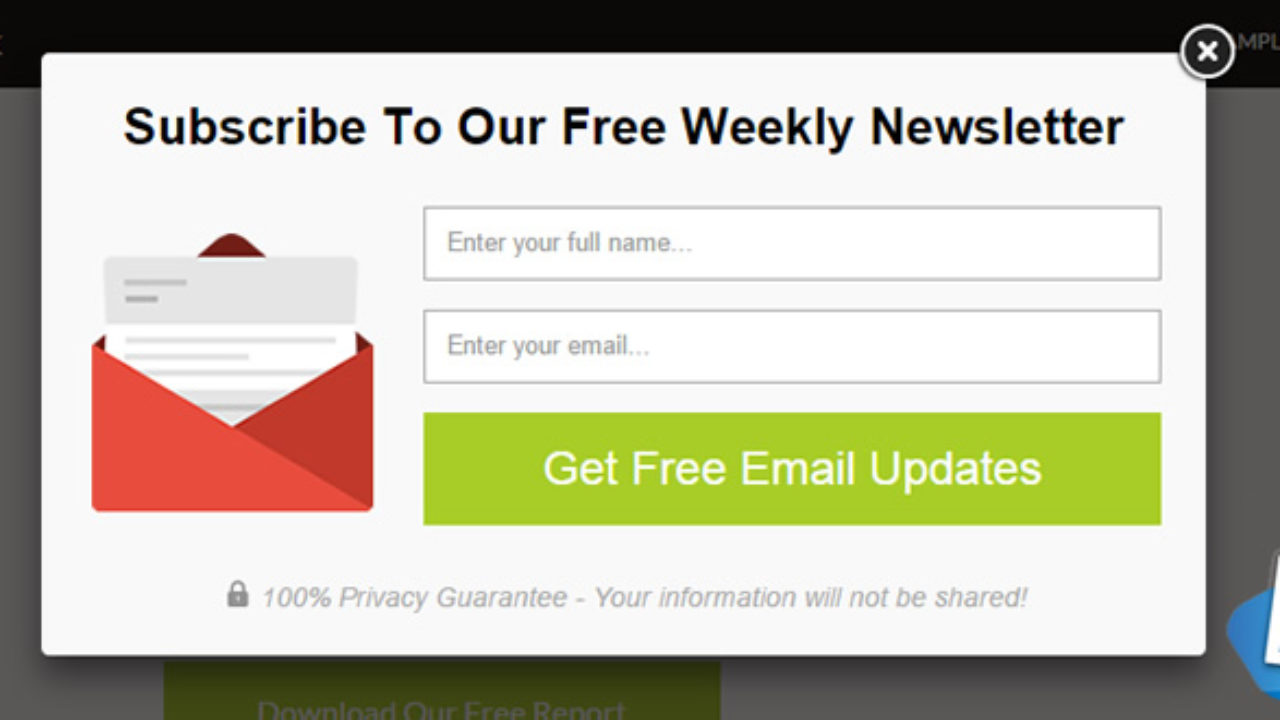 Subscribe To Our Free Weekly Newsletter
Enter your full name...
Enter your email...
Get Free Email Updates
100% Privacy Guarantee - Your information will not be shared!
Download Our Free Report